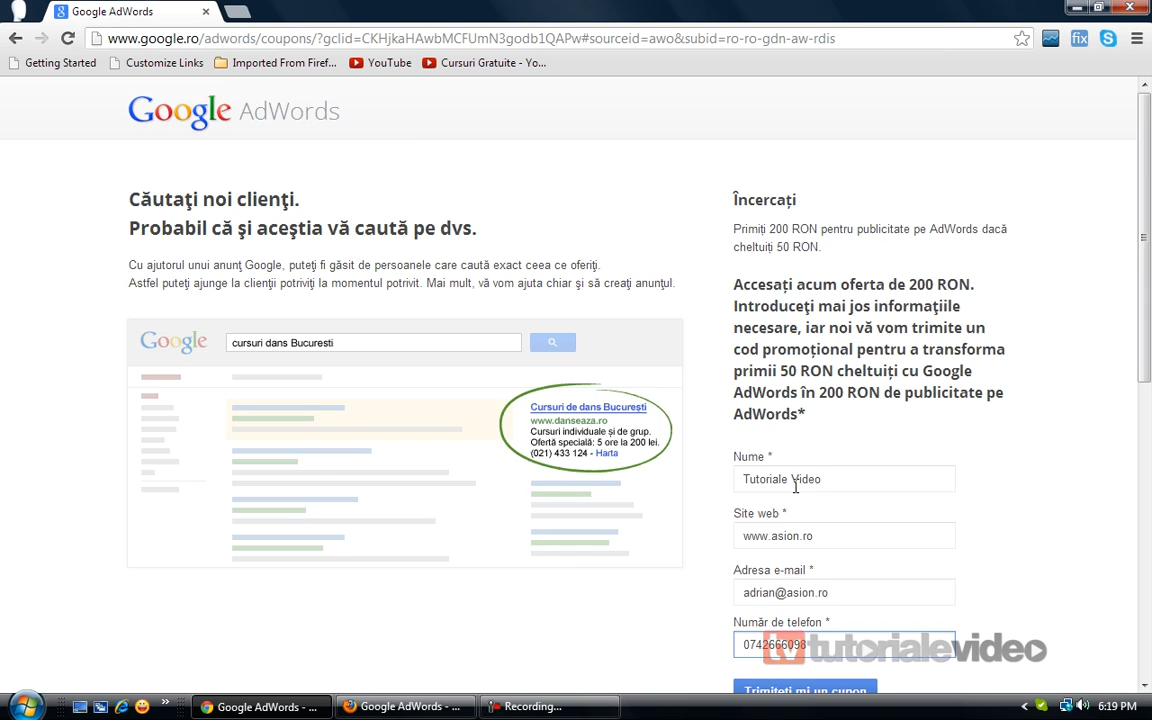 Google AdWords
www.google.ro/adwords/coupons/?gclid=CKHjkaHAwbMCFUmN3godb1QAPw#sourceid=awo&subid=ro-ro-gdn-aw-rdis
Getting Started
Customize Links
Imported From Firef...
YouTube
Cursuri Gratuite - Yo...
Google AdWords
Căutaţi noi clienţi.
Probabil că şi aceştia vă caută pe dvs.
Cu ajutorul unui anunţ Google, puteţi fi găsit de persoanele care caută exact ceea ce oferiţi.
Astfel puteţi ajunge la clienţii potriviţi la momentul potrivit. Mai mult, vă vom ajuta chiar şi să creaţi anunţul.
Google
cursuri dans Bucuresti
Cursuri de dans Bucureşti
www.danseaza.ro
Cursuri individuale şi de grup.
Ofertă specială: 5 ore la 200 lei.
(021) 433 124 - Harta
Încercaţi
Primiţi 200 RON pentru publicitate pe AdWords dacă
cheltuiţi 50 RON.
Accesaţi acum oferta de 200 RON.
Introduceţi mai jos informaţiile
necesare, iar noi vă vom trimite un
cod promoţional pentru a transforma
primii 50 RON cheltuiţi cu Google
AdWords în 200 RON de publicitate pe
AdWords*
Nume *
Tutoriale Video
Site web *
www.asion.ro
Adresa e-mail *
adrian@asion.ro
Număr de telefon *
0742666098
tv tutorialevideo
Trimiteţi-mi un cupon
fix
Google AdWords - ...
Google AdWords - ...
Recording...
6:19 PM